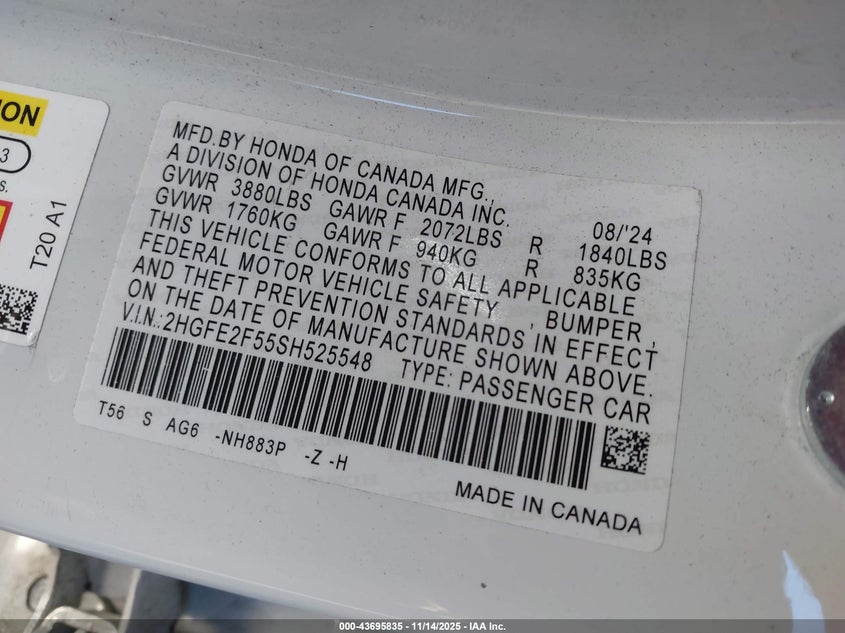 ION
3
s.
T20 A1
MFD.BY HONDA OF CANADA MFG.,
A DIVISION OF HONDA CANADA INC. 08/'24
GVWR 3880LBS GAWR F 2072LBS R 1840LBS
GVWR 1760KG GAWR F 940KG R 835KG
THIS VEHICLE CONFORMS TO ALL APPLICABLE
FEDERAL MOTOR VEHICLE SAFETY , BUMPER ,
AND THEFT PREVENTION STANDARDS IN EFFECT
ON THE DATE OF MANUFACTURE SHOWN ABOVE.
V.I.N.:2HGFE2F55SH525548 TYPE: PASSENGER CAR
T56 S AG6 -NH883P -Z -H
MADE IN CANADA
000-43695835 - 11/14/2025 - IAA Inc.